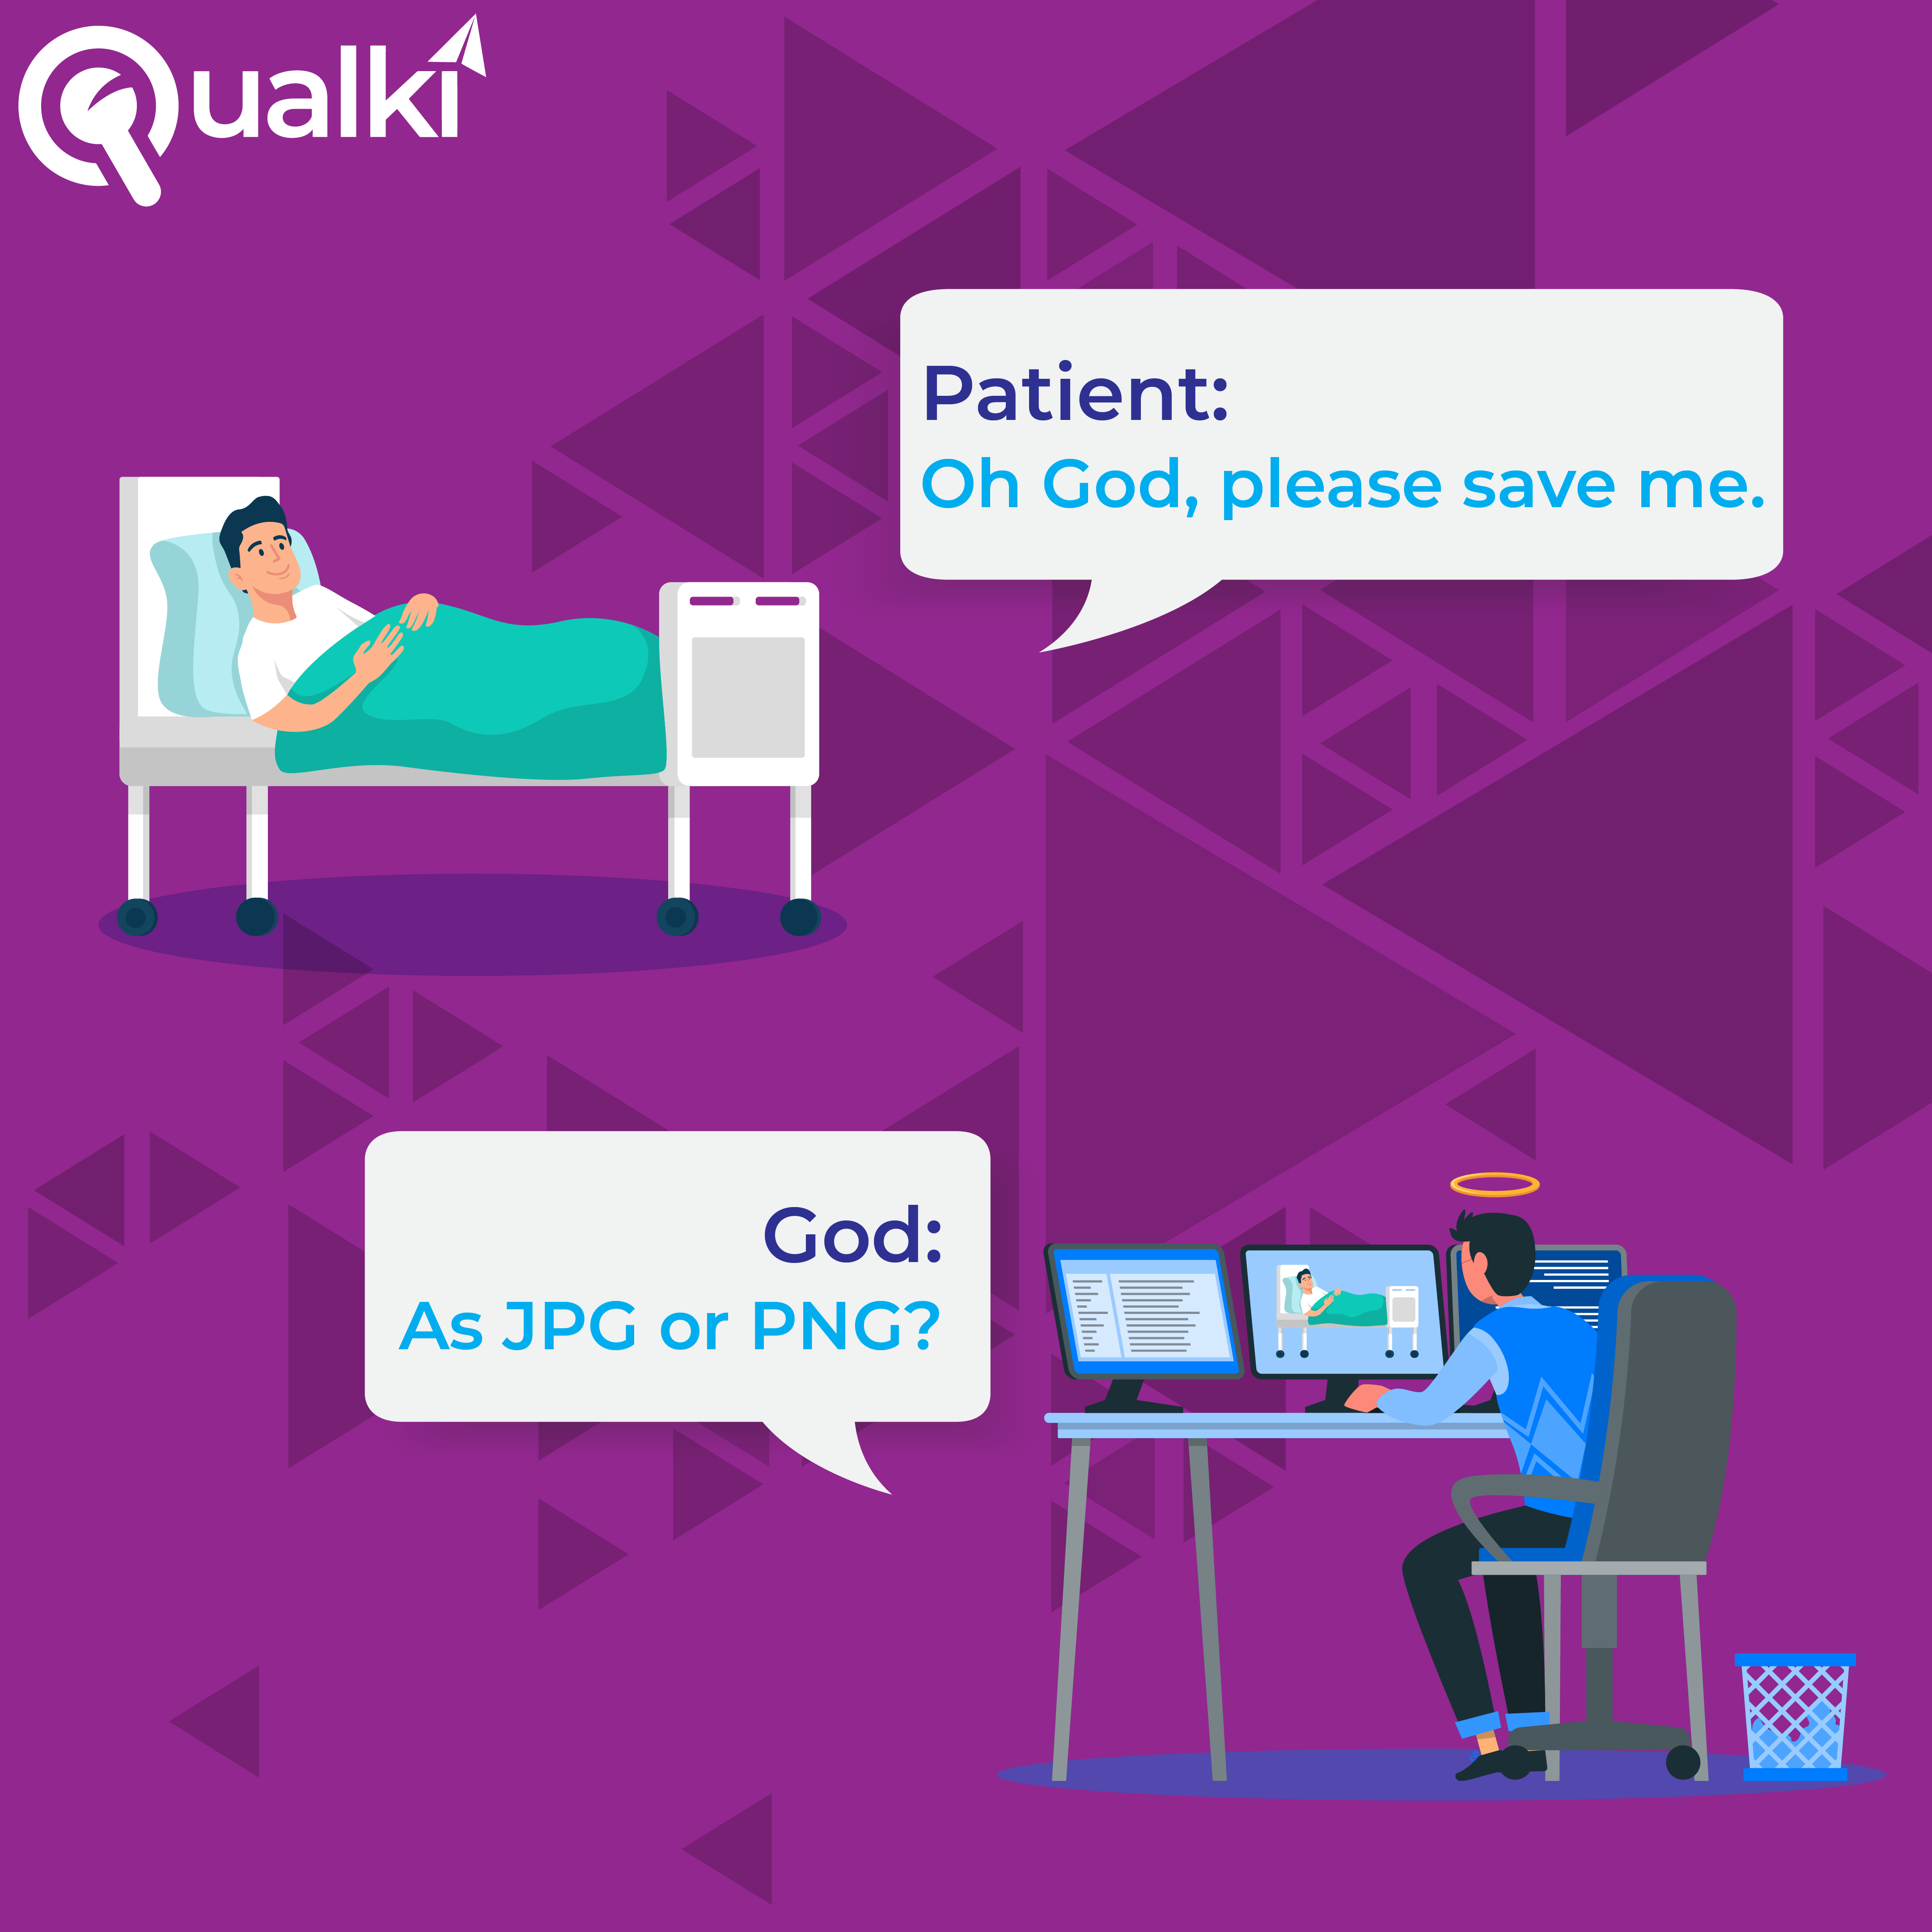 Qualki
Patient:
Oh God, please save me.
God:
As JPG or PNG?